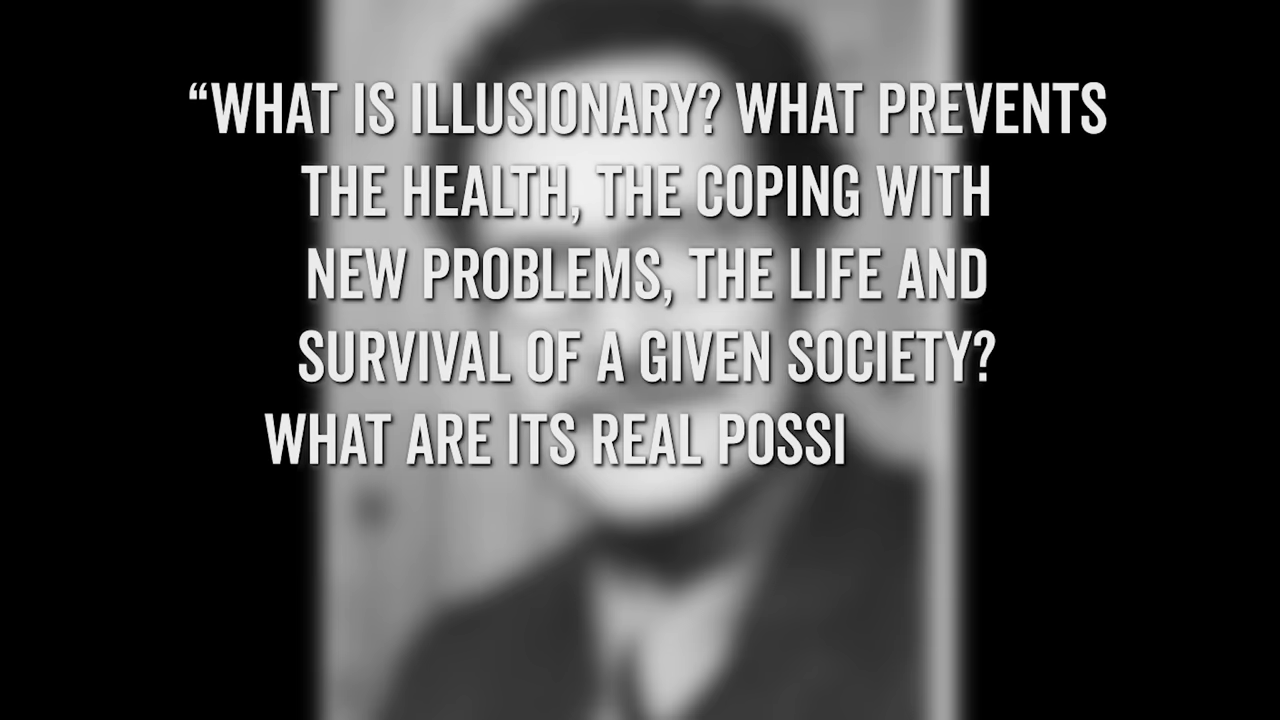 “WHAT IS ILLUSIONARY? WHAT PREVENTS
THE HEALTH, THE COPING WITH
NEW PROBLEMS, THE LIFE AND
SURVIVAL OF A GIVEN SOCIETY?
WHAT ARE ITS REAL POSSI